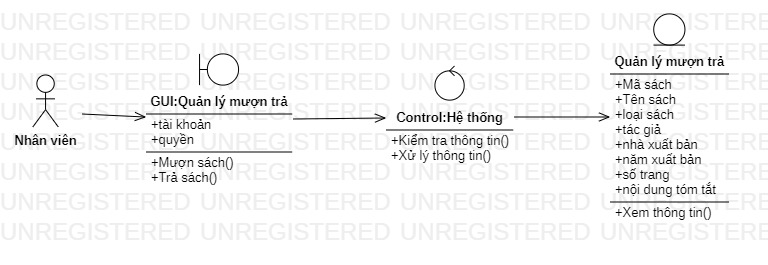 UNREGISTERED UNREGISTERED UNREGISTERED UNREGISTERED
Nhân viên
GUI:Quản lý mượn trả
+tài khoản
+quyền
+Mượn sách()
+Trả sách()
Control:Hệ thống
+Kiểm tra thông tin()
+Xử lý thông tin()
Quản lý mượn trả
+Mã sách
+Tên sách
+loại sách
+tác giả
+nhà xuất bản
+năm xuất bản
+số trang
+nội dung tóm tắt
+Xem thông tin()